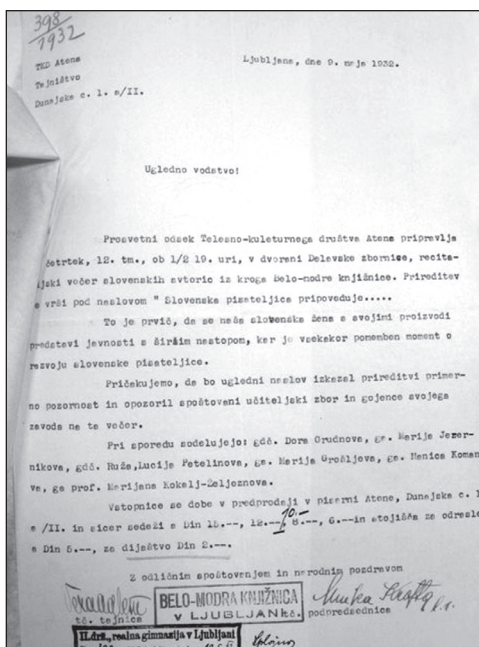 398
1932
TKD Atena
Tajništvo
Dunajska c. 1. a/II.
Ljubljana, dne 9. maja 1932.
Ugledno vodstvo!
Prosvetni odsek Telesno-kuleturnega društva Atena pripravlja
četrtek, 12. tm., ob 1/2 19. uri, v dvorani Delavske zbornice, recita-
ijski večer slovenskih avtoric iz kroga Belo-modre knjižnice. Prireditev
e vrši pod naslovom " Slovenska pisateljica pripoveduje.....
To je prvič, da se naša slovenska žena s svojimi proizvodi
predstavi javnosti s širšim nastopom, kar je vsekakor pomemben moment o
razvoju slovenske pisateljice.
Pričakujemo, da bo ugledni naslov izkazal prireditvi primer-
no pozornost in opozoril spoštovani učiteljski zbor in gojence svojega
zavoda na ta večer.
Pri sporedu sodelujejo: gdč. Dora Grudnova, ga. Marija Jezer-
nikova, gdč. Ruža,Lucija Petelinova, ga. Marija Grošljeva, ga. Manica Koman
va, ga prof. Marijana Kokalj-Željeznova.
Vstopnice se dobe v predprodaji v pisarni Atene, Dunajska c. 1
a /II. in sicer sedeži a Din 15.--, 12.--, 10.- 8.--, 6.--in stojišča za odrasle
a Din 5.--, za dijaštvo Din 2.---.
Z odličnim spoštovanjem in narodnim pozdravom
BELO-MODRA KNJIŽNICA
V LJUBLJANI
tč. tajnica tč. podpredsednica
II. drž. realna gimnazija v Ljubljani